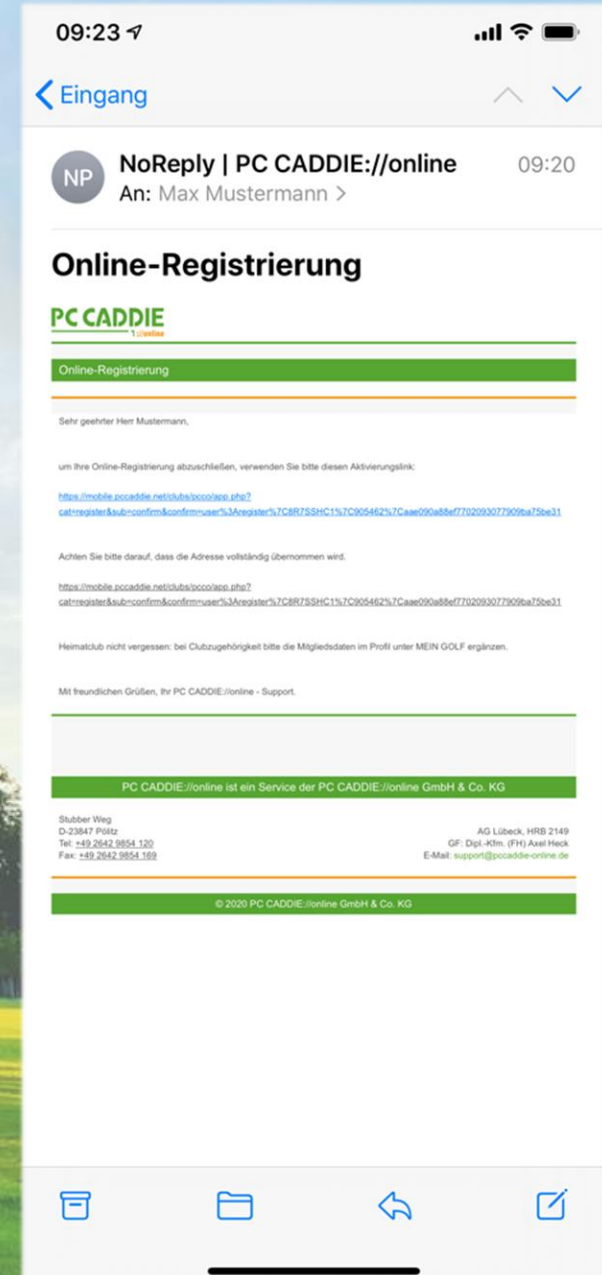 09:23
Eingang
NP
NoReply | PC CADDIE://online
09:20
An: Max Mustermann >
Online-Registrierung
PC CADDIE
://online
Online-Registrierung
Sehr geehrter Herr Mustermann,
um Ihre Online-Registrierung abzuschließen, verwenden Sie bitte diesen Aktivierungslink:
https://mobile.pccaddie.net/clubs/pcco/app.php?
cat=register&sub=confirm&confirm=user%3Aregister%7C8R7SSHC1%7C905462%7Caae090a88ef7702093077909ba75be31
Achten Sie bitte darauf, dass die Adresse vollständig übernommen wird.
https://mobile.pccaddie.net/clubs/pcco/app.php?
cat=register&sub=confirm&confirm=user%3Aregister%7C8R7SSHC1%7C905462%7Caae090a88ef7702093077909ba75be31
Heimatclub nicht vergessen: bei Clubzugehörigkeit bitte die Mitgliedsdaten im Profil unter MEIN GOLF ergänzen.
Mit freundlichen Grüßen, Ihr PC CADDIE://online - Support.
PC CADDIE://online ist ein Service der PC CADDIE://online GmbH & Co. KG
Stubber Weg
D-23847 Pölitz
Tel: +49 2642 9854 120
Fax: +49 2642 9854 169
AG Lübeck, HRB 2149
GF: Dipl.-Kfm. (FH) Axel Heck
E-Mail: support@pccaddie-online.de
© 2020 PC CADDIE://online GmbH & Co. KG